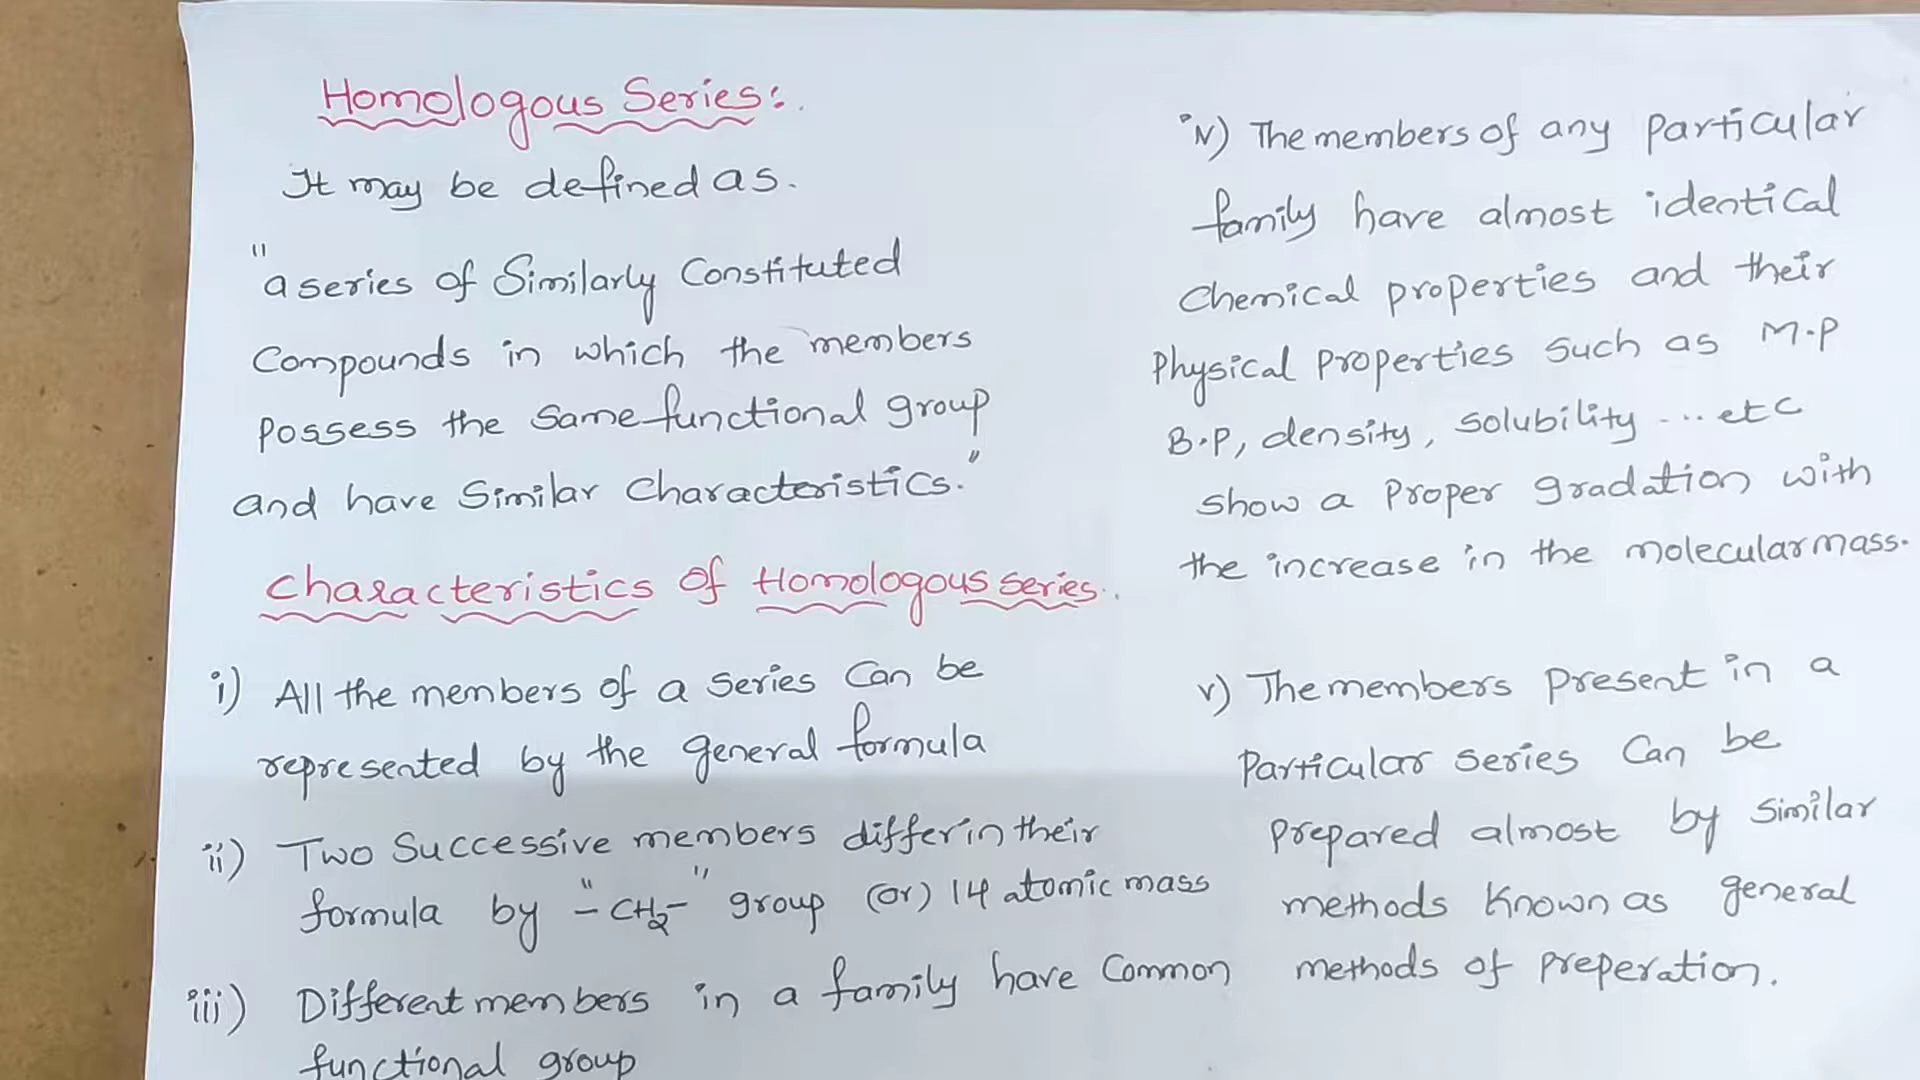 Homologous Series:
It may be defined as.
"a series of Similarly Constituted
Compounds in which the members
Possess the Same functional group
and have Similar Characteristics."
Characteristics of Homologous Series.
i) All the members of a Series Can be
represented by the general formula
ii) Two Successive members differ in their
formula by "-CH₂-" group (or) 14 atomic mass
iii) Different members in a family have Common
functional group
iv) The members of any Particular
family have almost identical
Chemical properties and their
Physical Properties Such as M.P
B.P, density, Solubility ... etc
Show a Proper gradation with
the increase in the molecular mass.
v) The members Present in a
Particular Series Can be
Prepared almost by Similar
methods Known as general
methods of Preperation.